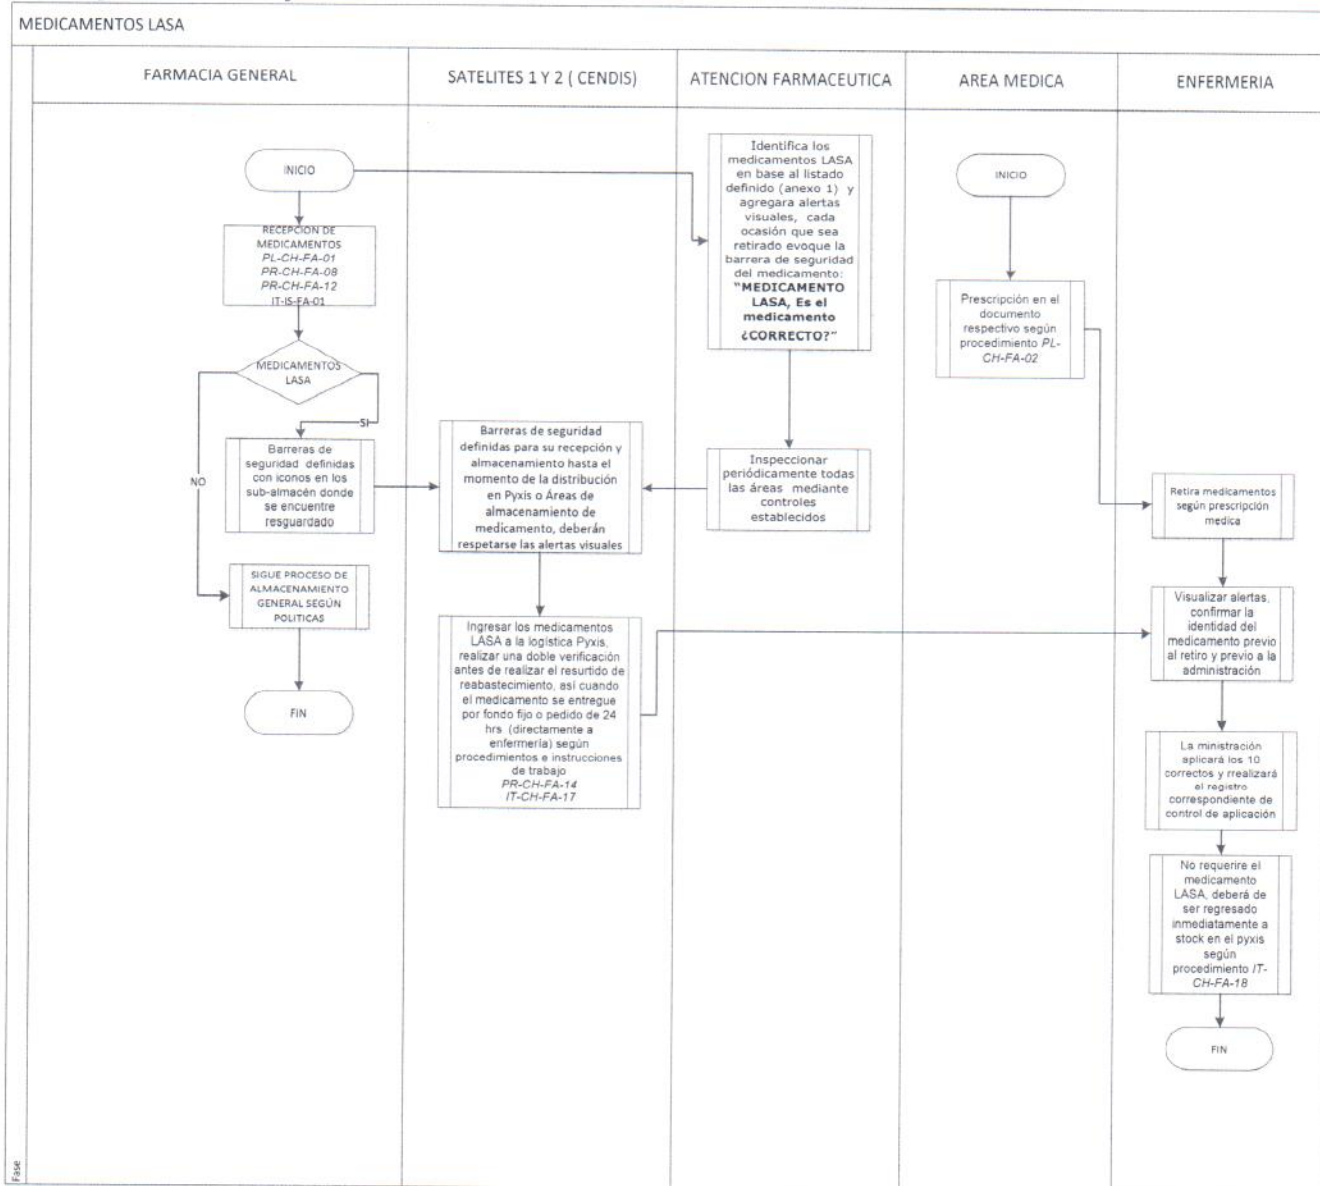 MEDICAMENTOS LASA
FARMACIA GENERAL
SATELITES 1 Y 2 ( CENDIS)
ATENCION FARMACEUTICA
AREA MEDICA
ENFERMERIA
INICIO
RECEPCION DE
MEDICAMENTOS
PL-CH-FA-01
PR-CH-FA-08
PR-CH-FA-12
IT-IS-FA-01
MEDICAMENTOS
LASA
SI
NO
Barreras de
seguridad definidas
con iconos en los
sub-almacén donde
se encuentre
resguardado
SIGUE PROCESO DE
ALMACENAMIENTO
GENERAL SEGÚN
POLITICAS
FIN
Barreras de seguridad
definidas para su recepción y
almacenamiento hasta el
momento de la distribución
en Pyxis o Áreas de
almacenamiento de
medicamento, deberán
respetarse las alertas visuales
Ingresar los medicamentos
LASA a la logística Pyxis,
realizar una doble verificación
antes de realizar el resurtido de
reabastecimiento, así cuando
el medicamento se entregue
por fondo fijo o pedido de 24
hrs (directamente a
enfermería) según
procedimientos e instrucciones
de trabajo
PR-CH-FA-14
IT-CH-FA-17
Identifica los
medicamentos LASA
en base al listado
definido (anexo 1) y
agregara alertas
visuales, cada
ocasión que sea
retirado evoque la
barrera de seguridad
del medicamento:
"MEDICAMENTO
LASA, Es el
medicamento
¿CORRECTO?"
Inspeccionar
periódicamente todas
las áreas mediante
controles
establecidos
INICIO
Prescripción en el
documento
respectivo según
procedimiento PL-
CH-FA-02
Retira medicamentos
según prescripción
medica
Visualizar alertas,
confirmar la
identidad del
medicamento previo
al retiro y previo a la
administración
La ministración
aplicará los 10
correctos y rrealizará
el registro
correspondiente de
control de aplicación
No requerire el
medicamento
LASA, deberá de
ser regresado
inmediatamente a
stock en el pyxis
según
procedimiento IT-
CH-FA-18
FIN
Fase